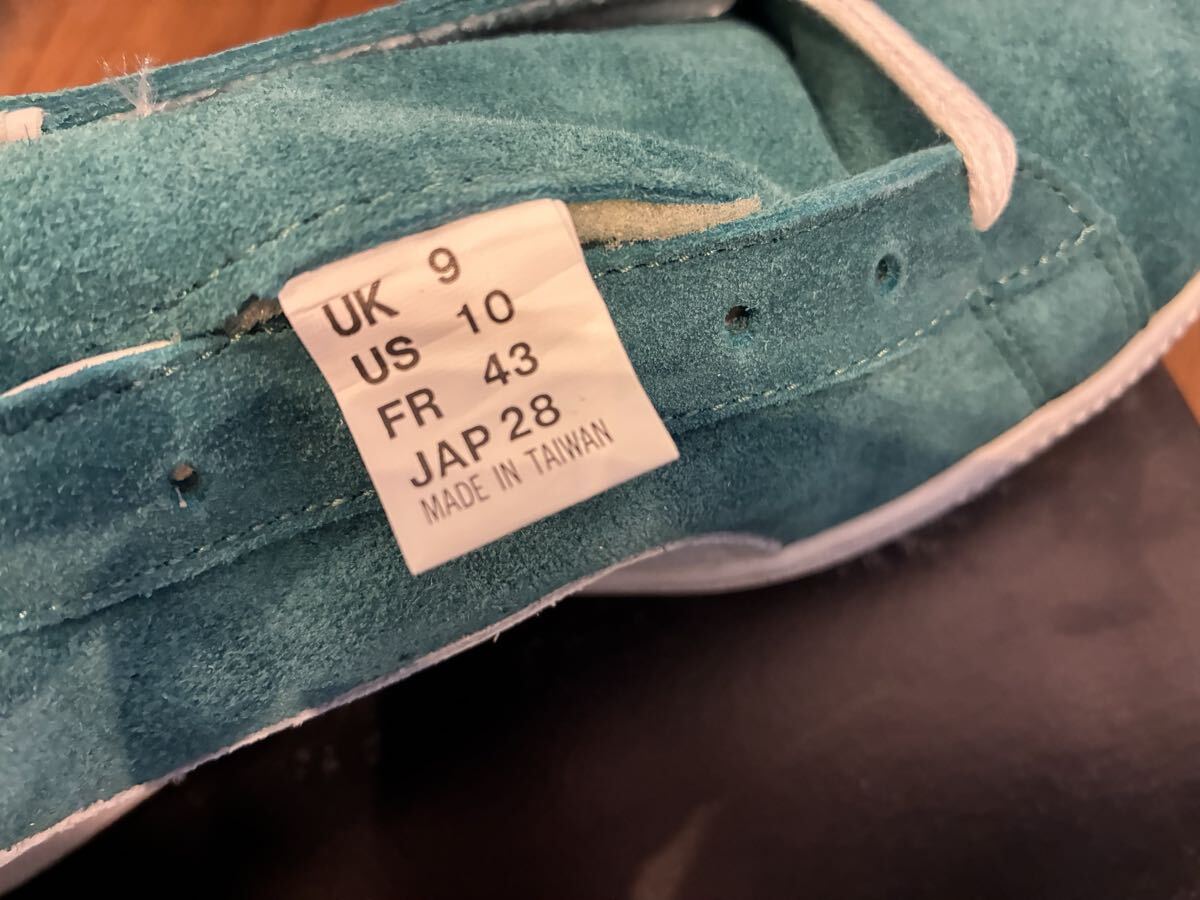 UK 9
US 10
FR 43
JAP 28
MADE IN TAIWAN